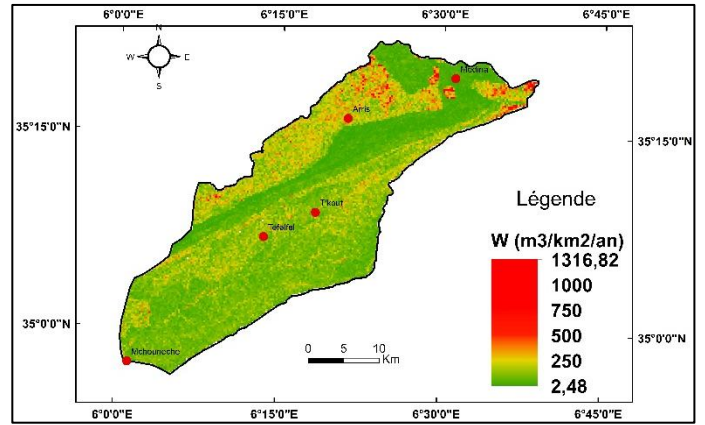 6°0'0"E 6°15'0"E 6°30'0"E 6°45'0"E
N
W E
S
Medina
Arris
35°15'0"N 35°15'0"N
T'kout
Tefalfel
Légende
W (m3/km2/an)
1316,82
1000
750
500
250
2,48
35°0'0"N 35°0'0"N
0 5 10
Km
Mchouneche
6°0'0"E 6°15'0"E 6°30'0"E 6°45'0"E